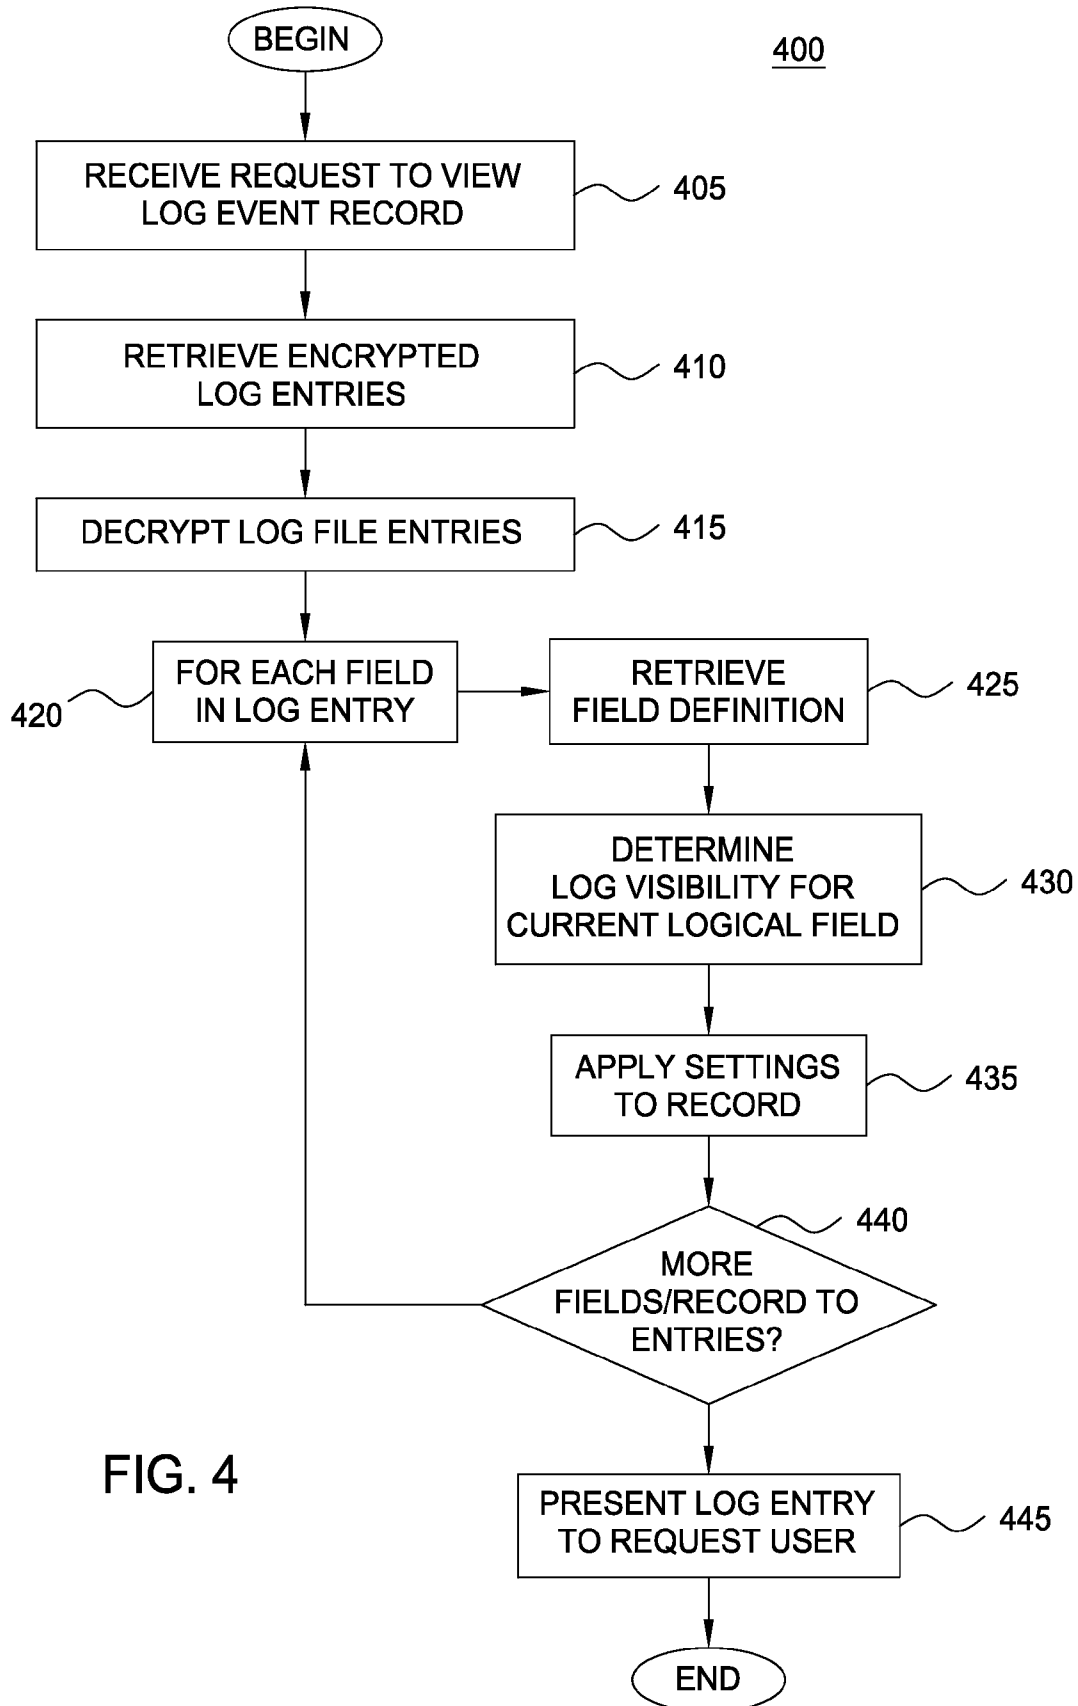 BEGIN
400
RECEIVE REQUEST TO VIEW
LOG EVENT RECORD
405
RETRIEVE ENCRYPTED
LOG ENTRIES
410
DECRYPT LOG FILE ENTRIES
415
FOR EACH FIELD
IN LOG ENTRY
420
RETRIEVE
FIELD DEFINITION
425
DETERMINE
LOG VISIBILITY FOR
CURRENT LOGICAL FIELD
430
APPLY SETTINGS
TO RECORD
435
440
MORE
FIELDS/RECORD TO
ENTRIES?
FIG. 4
PRESENT LOG ENTRY
TO REQUEST USER
445
END